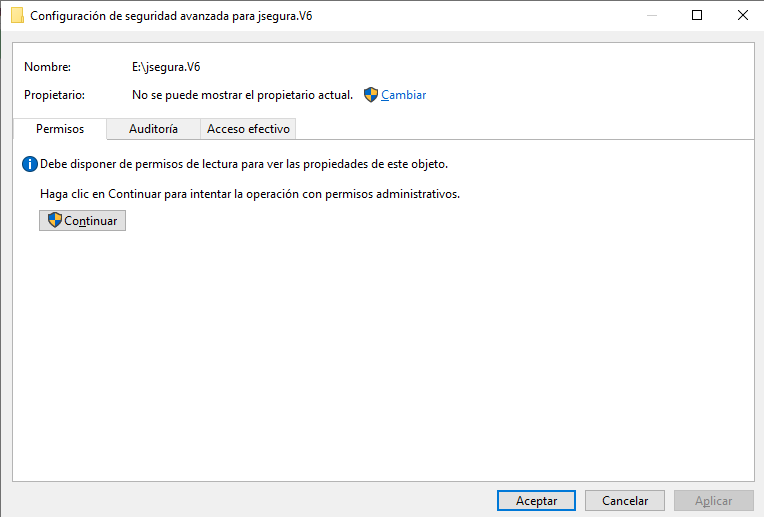 Configuración de seguridad avanzada para jsegura.V6
Nombre: E:\jsegura.V6
Propietario: No se puede mostrar el propietario actual. Cambiar
Permisos Auditoría Acceso efectivo
Debe disponer de permisos de lectura para ver las propiedades de este objeto.
Haga clic en Continuar para intentar la operación con permisos administrativos.
Continuar
Aceptar Cancelar Aplicar